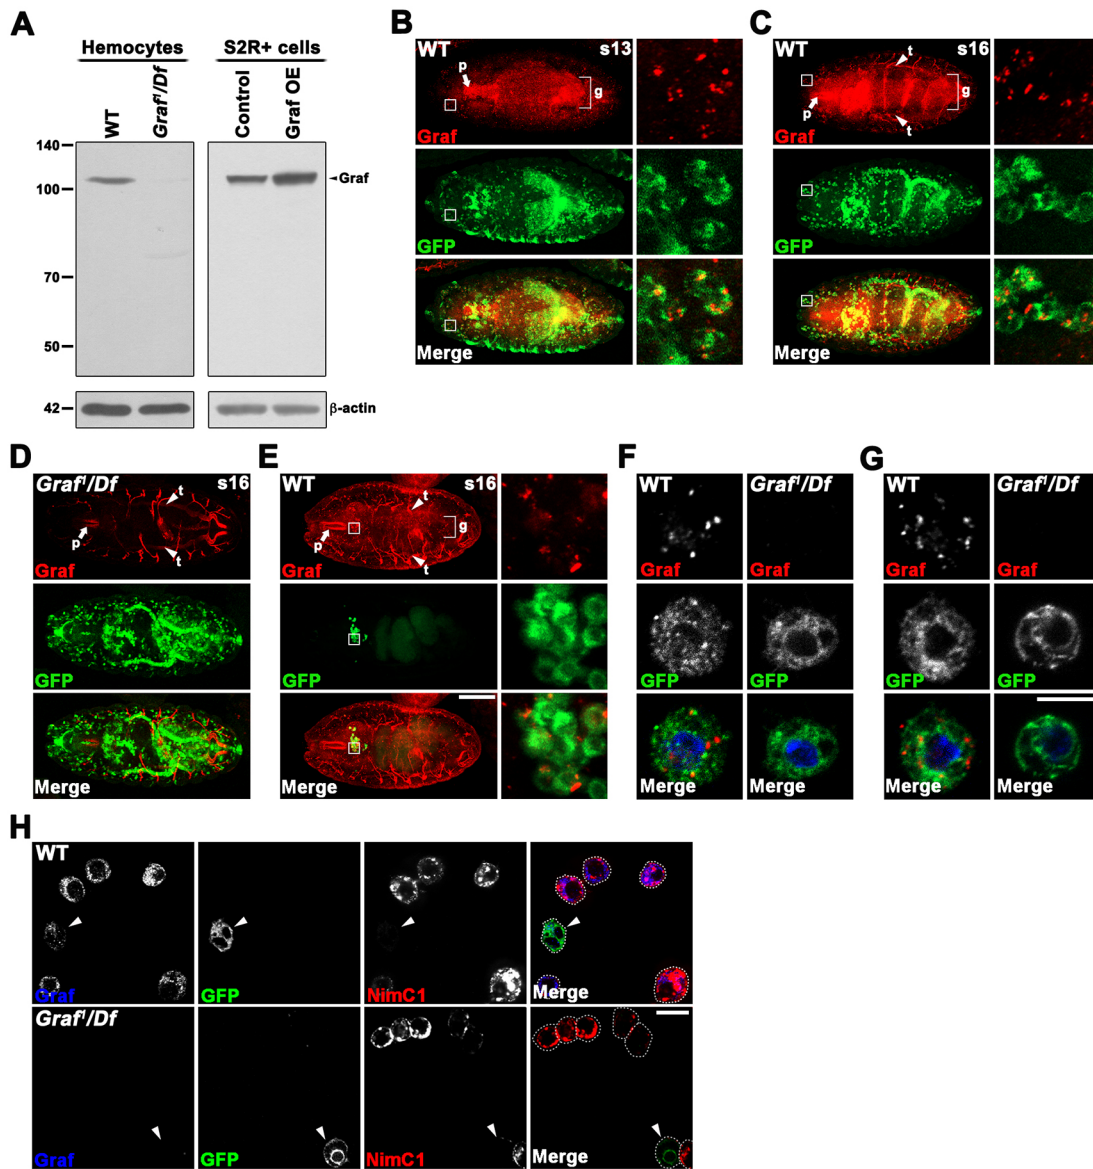 A
Hemocytes
S2R+ cells
WT
Graf¹/Df
Control
Graf OE
140
100
70
50
42
Graf
β-actin
B
WT
s13
p
g
Graf
GFP
Merge
C
WT
s16
t
p
g
t
Graf
GFP
Merge
D
Graf¹/Df
s16
t
p
t
Graf
GFP
Merge
E
WT
s16
t
g
p
t
Graf
GFP
Merge
F
WT
Graf¹/Df
Graf
Graf
GFP
GFP
Merge
Merge
G
WT
Graf¹/Df
Graf
Graf
GFP
GFP
Merge
Merge
H
WT
Graf
GFP
NimC1
Merge
Graf¹/Df
Graf
GFP
NimC1
Merge